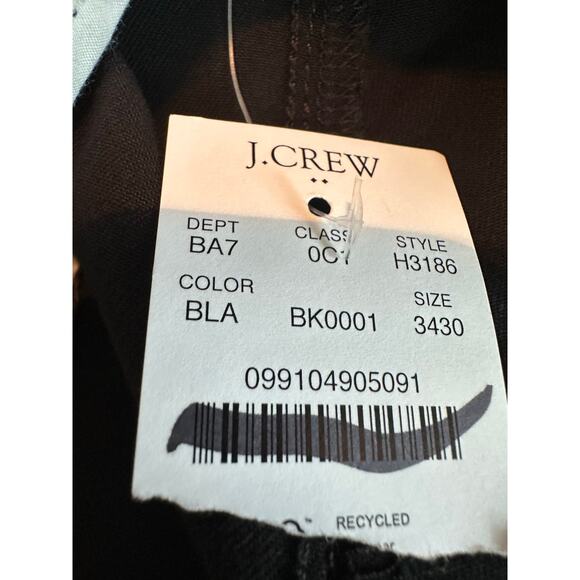 J.CREW
DEPT CLASS STYLE
BA7 0C1 H3186
COLOR SIZE
BLA BK0001 3430
099104905091
RECYCLED